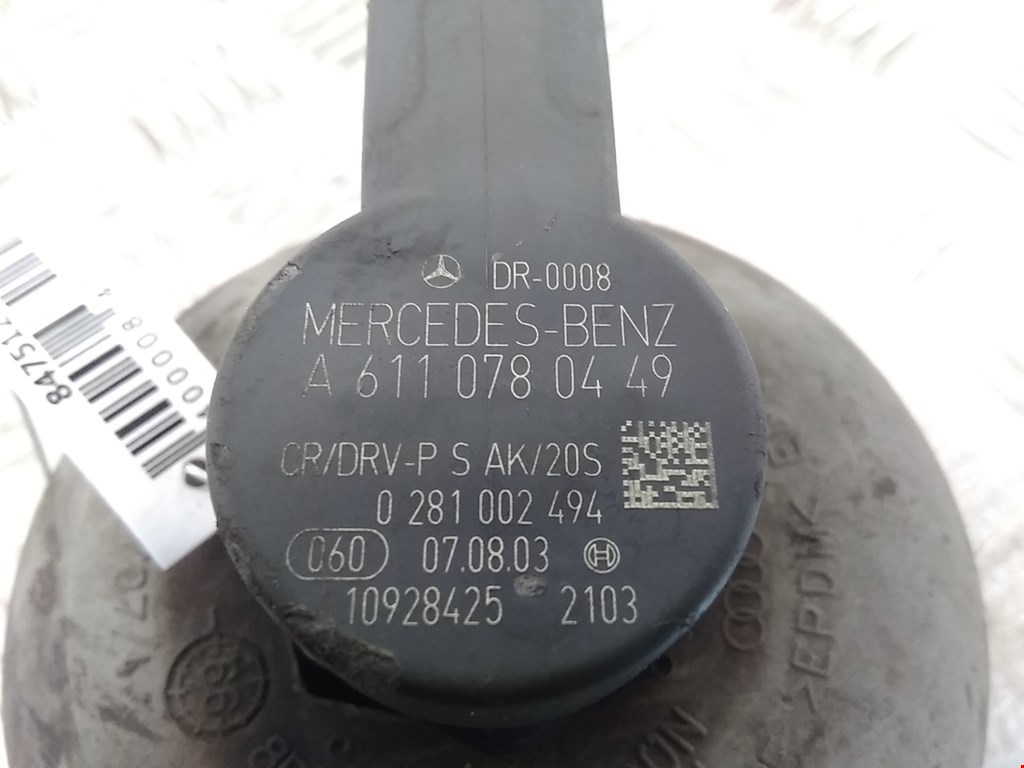 DR-0008
MERCEDES-BENZ
A 611 078 04 49
CR/DRV-P S AK/20S
0 281 002 494
060 07.08.03
10928425 2103
>EPDM<